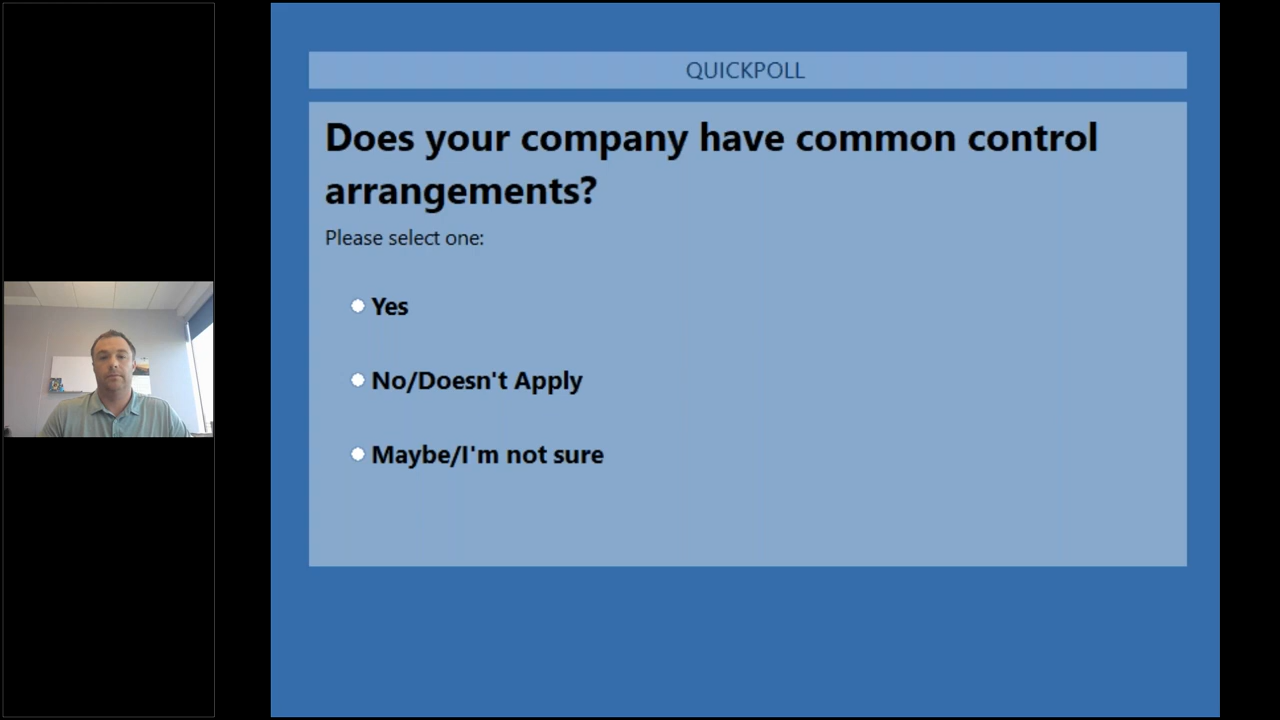 QUICKPOLL
Does your company have common control
arrangements?
Please select one:
Yes
No/Doesn't Apply
Maybe/I'm not sure